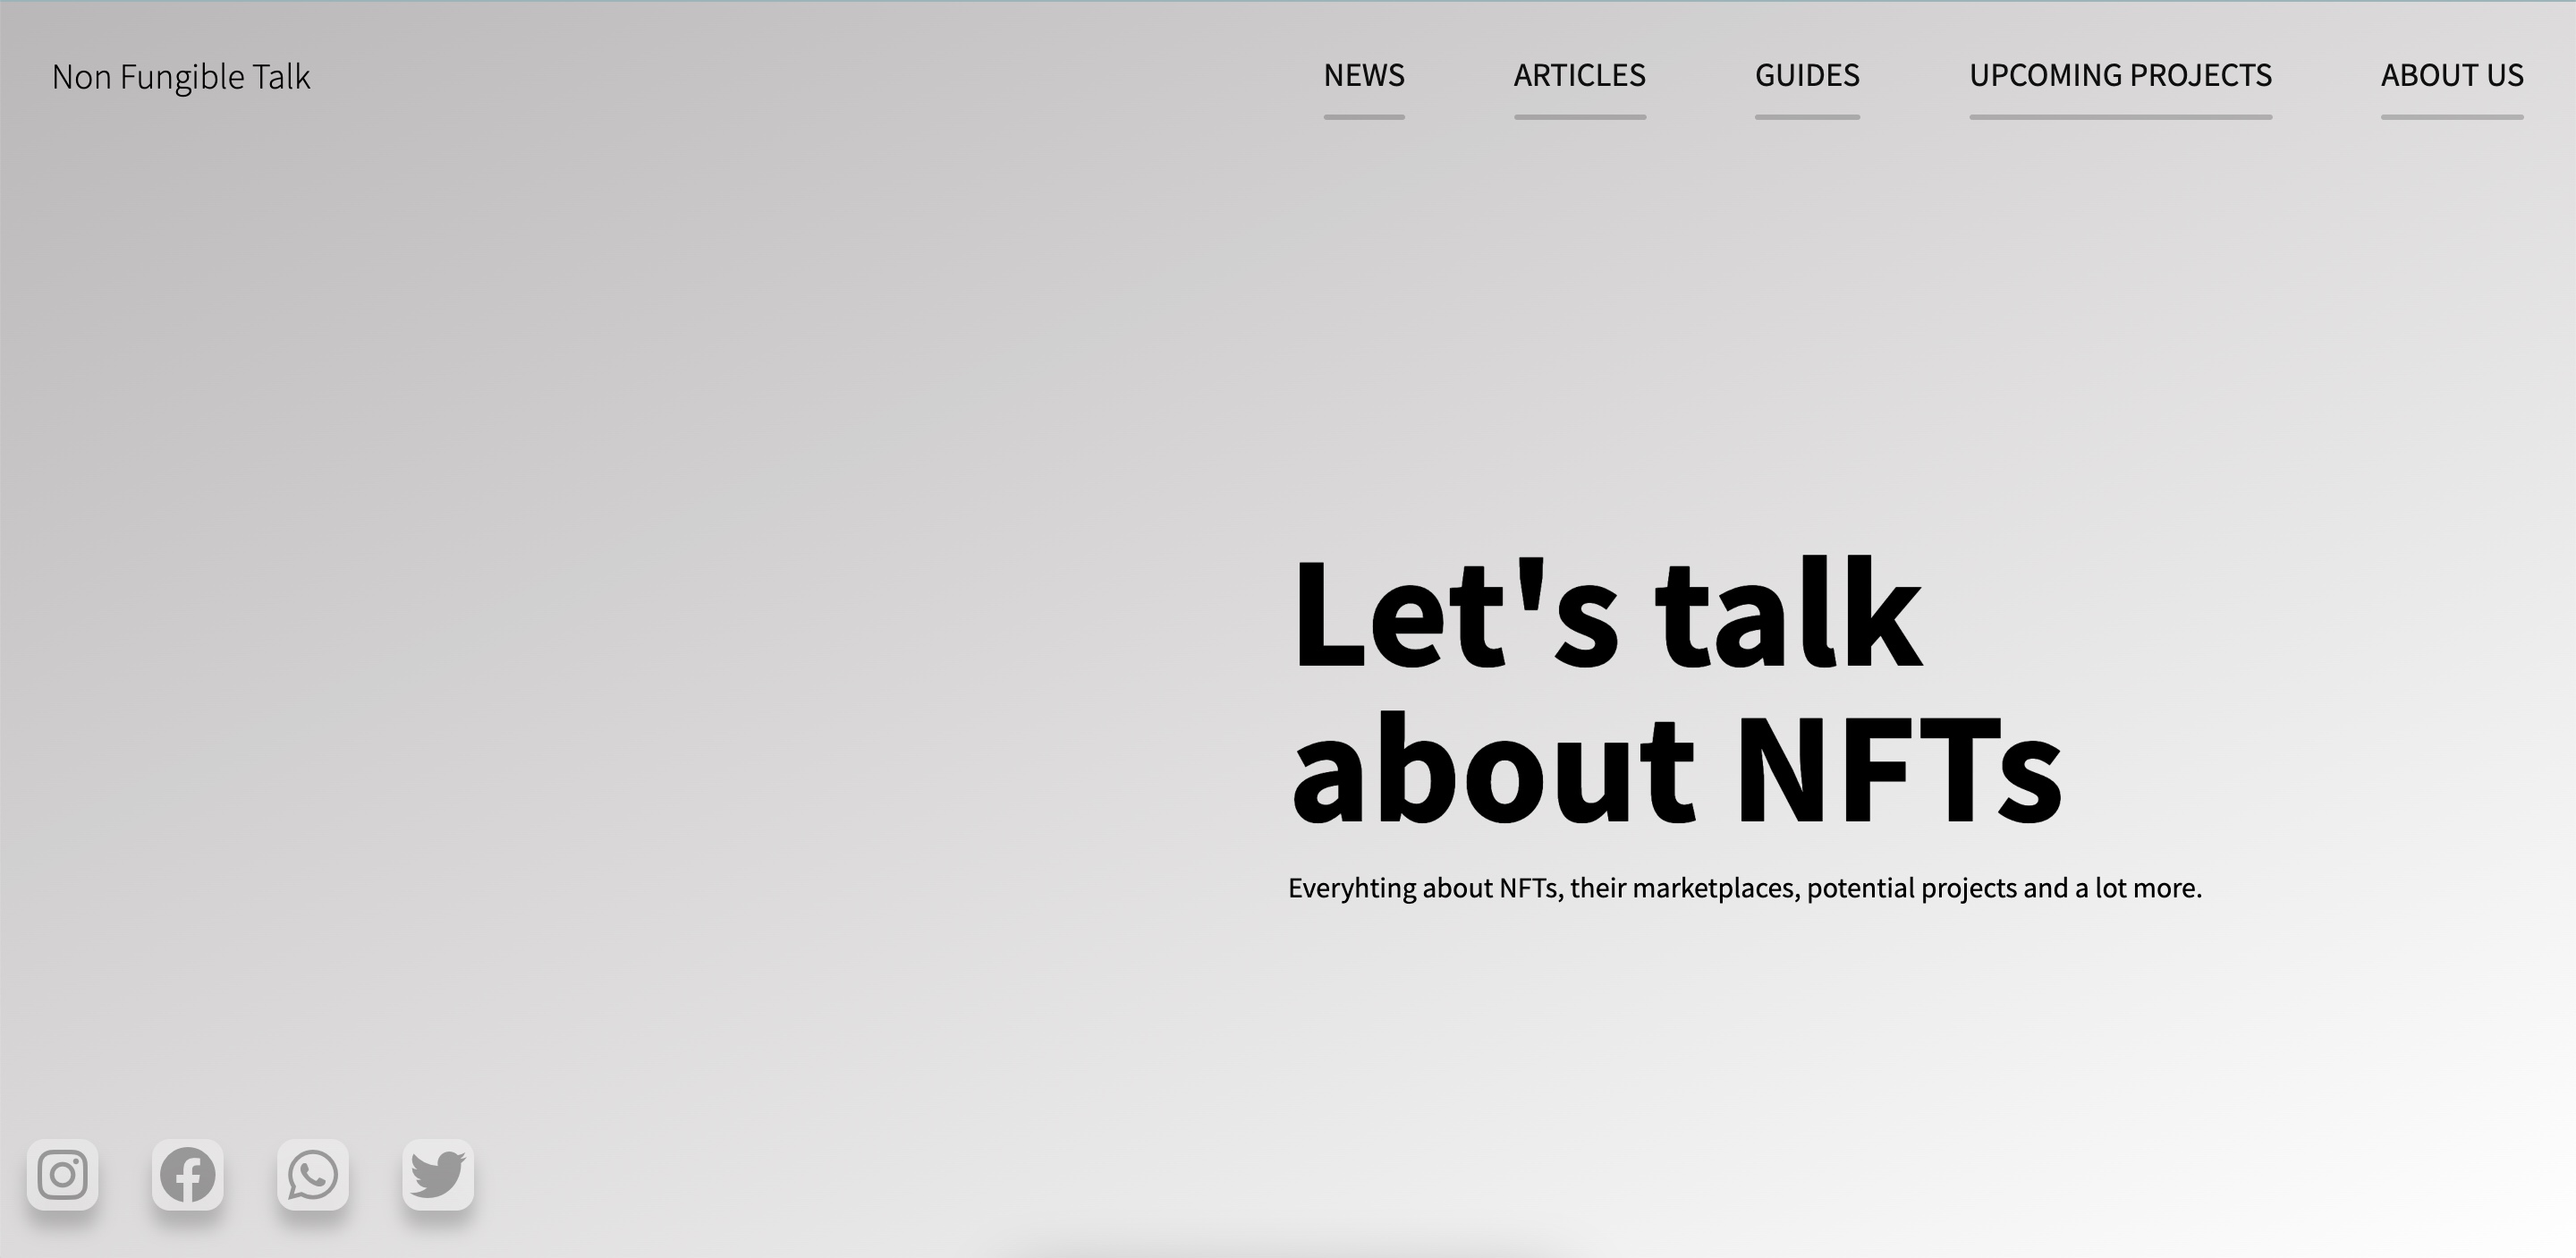 Non Fungible Talk
NEWS
ARTICLES
GUIDES
UPCOMING PROJECTS
ABOUT US
Let's talk
about NFTs
Everyhting about NFTs, their marketplaces, potential projects and a lot more.